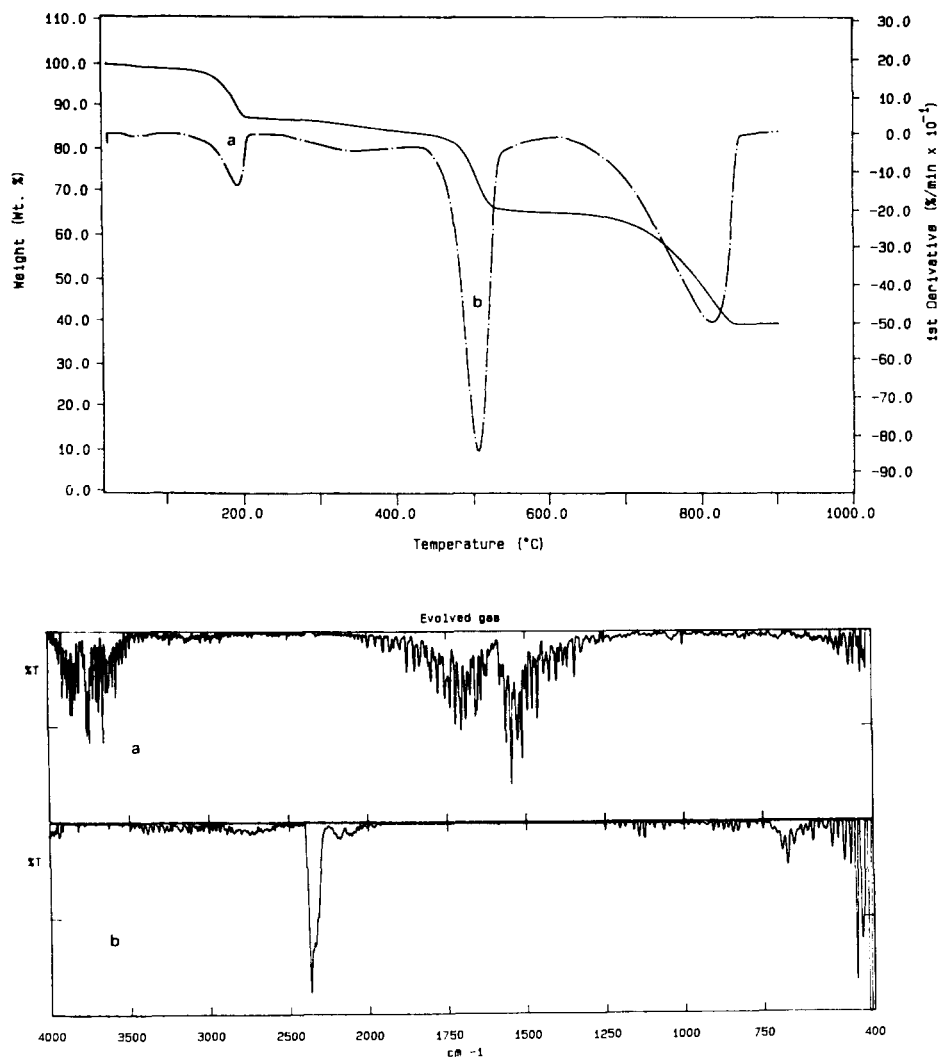 110.0
100.0
90.0
80.0
70.0
60.0
50.0
40.0
30.0
20.0
10.0
0.0
Weight (Wt. %)
a
b
30.0
20.0
10.0
0.0
-10.0
-20.0
-30.0
-40.0
-50.0
-60.0
-70.0
-80.0
-90.0
1st Derivative (%/min x 10⁻¹)
200.0 400.0 600.0 800.0 1000.0
Temperature (°C)
Evolved gas
%T
a
%T
b
4000 3500 3000 2500 2000 1750 1500 1250 1000 750 400
cm -1